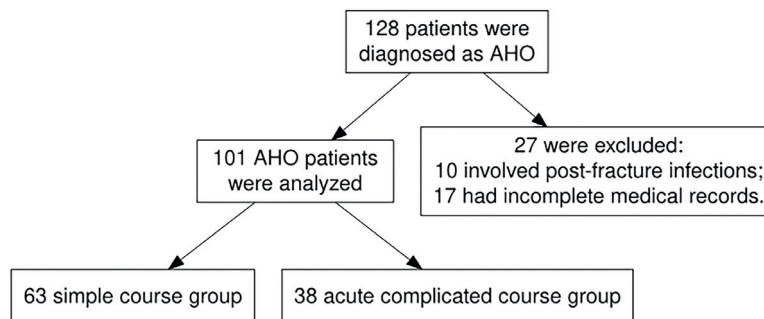 128 patients were
diagnosed as AHO
101 AHO patients
were analyzed
27 were excluded:
10 involved post-fracture infections;
17 had incomplete medical records.
63 simple course group
38 acute complicated course group